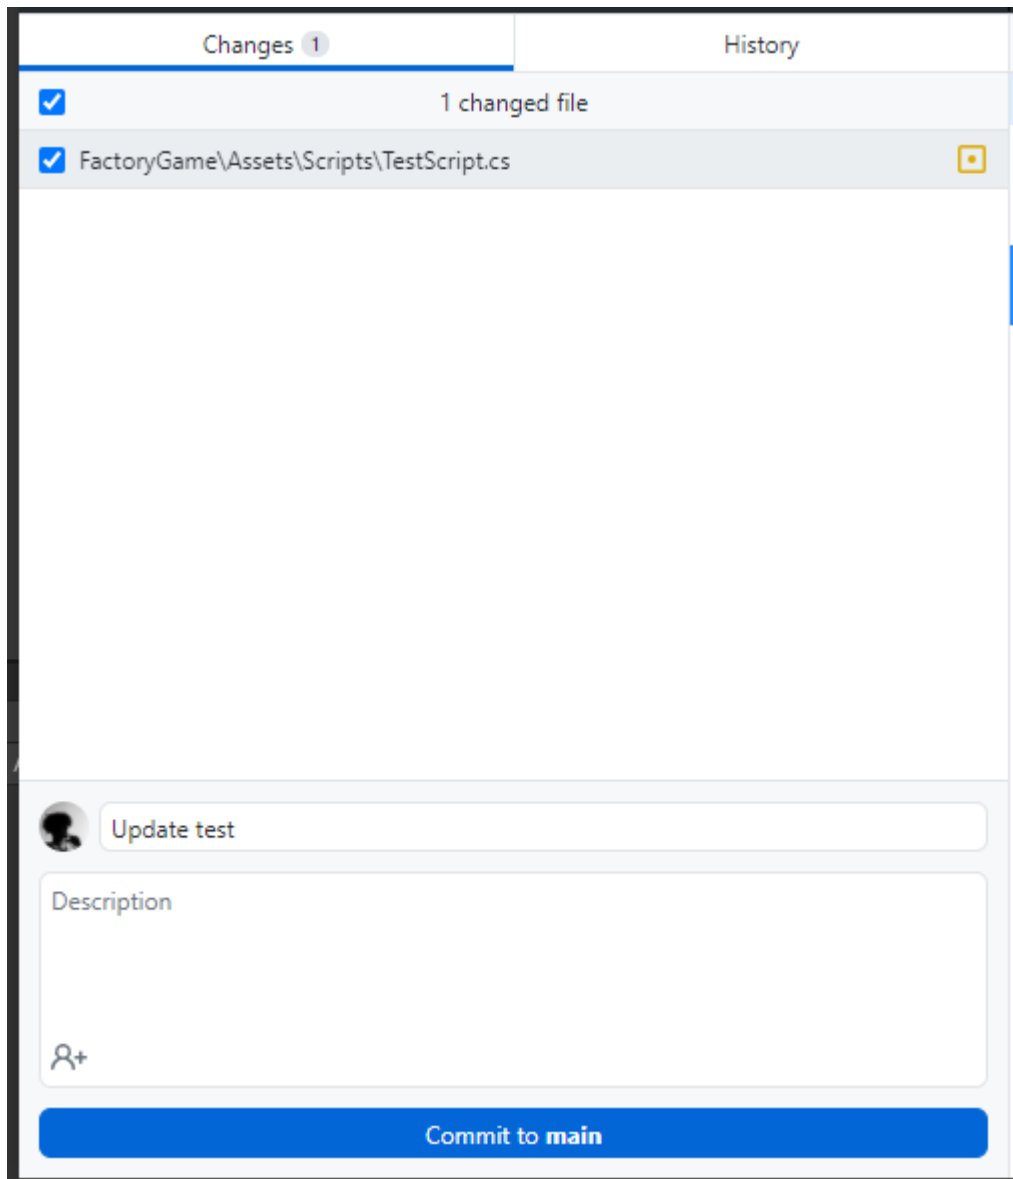 Changes 1
History
1 changed file
FactoryGame\Assets\Scripts\TestScript.cs
Update test
Description
Commit to main